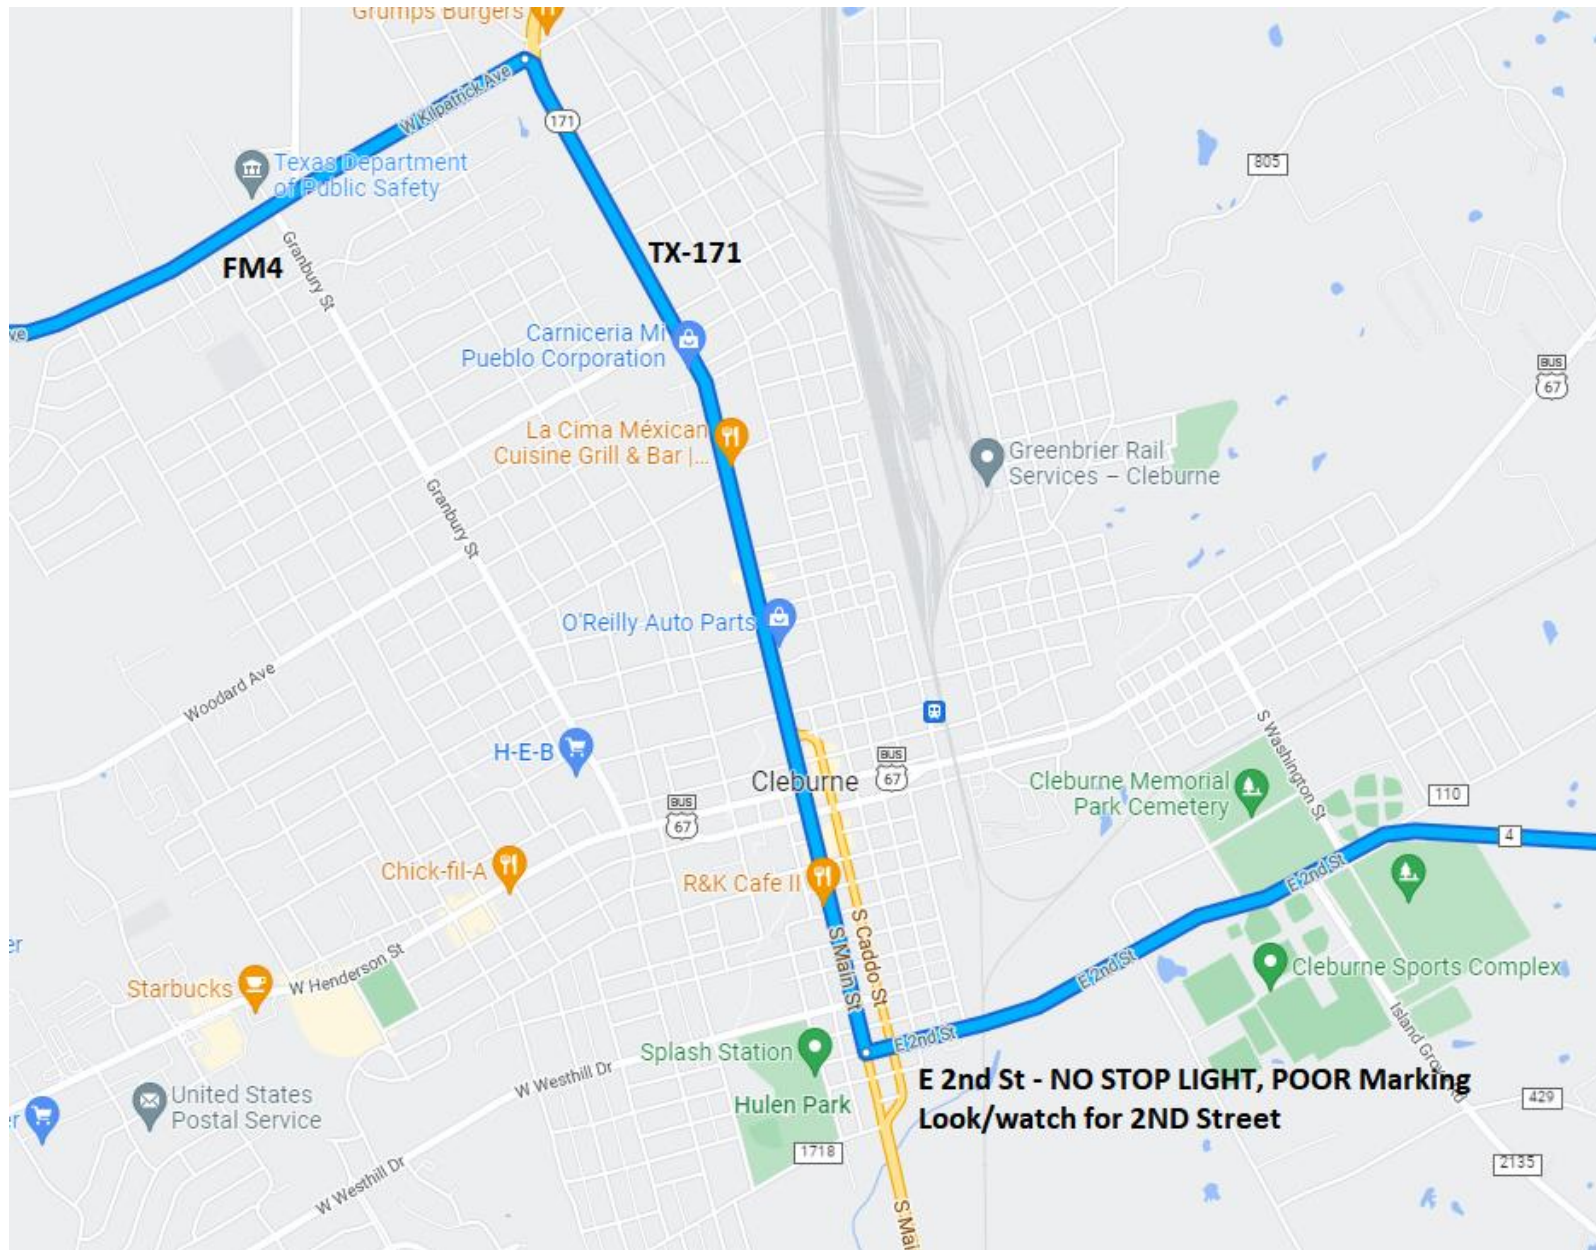 Grumps Burgers
W Kilpatrick Ave
171
Texas Department
of Public Safety
805
Granbury St
FM4
TX-171
ve
Carniceria Mi
Pueblo Corporation
BUS
67
La Cima Méxican
Cuisine Grill & Bar |...
Greenbrier Rail
Services – Cleburne
Granbury St
O'Reilly Auto Parts
Woodard Ave
S Washington St
H-E-B
BUS
67
Cleburne
Cleburne Memorial
Park Cemetery
110
BUS
67
4
Chick-fil-A
R&K Cafe II
E 2nd St
S Main St
S Caddo St
er
W Henderson St
E 2nd St
Cleburne Sports Complex
Starbucks
Island Grove Rd
E 2nd St
Splash Station
W Westhill Dr
E 2nd St - NO STOP LIGHT, POOR Marking
Look/watch for 2ND Street
United States
Postal Service
er
Hulen Park
429
1718
2135
W Westhill Dr
S Mai